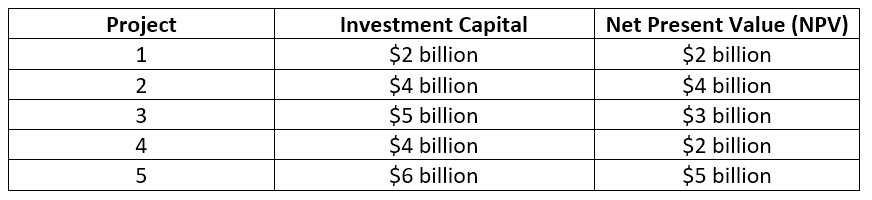 Project Investment Capital Net Present Value (NPV)
1 $2 billion $2 billion
2 $4 billion $4 billion
3 $5 billion $3 billion
4 $4 billion $2 billion
5 $6 billion $5 billion